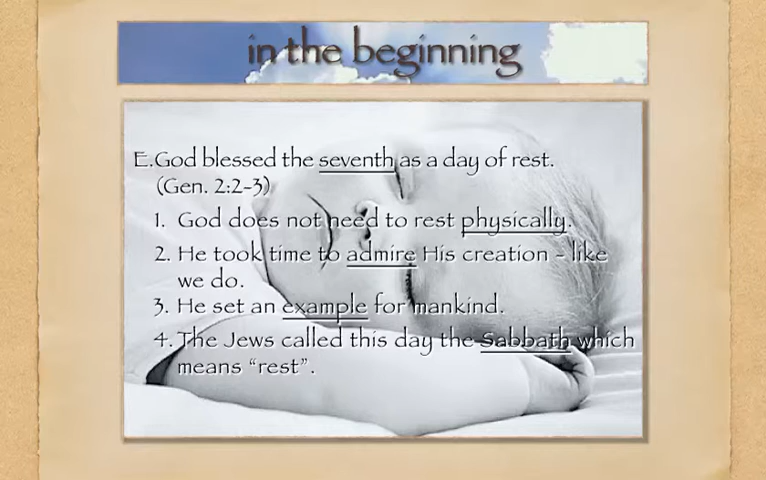 in the beginning
E.God blessed the seventh as a day of rest.
(Gen. 2:2-3)
1. God does not need to rest physically.
2. He took time to admire His creation - like
we do.
3. He set an example for mankind.
4. The Jews called this day the Sabbath which
means “rest”.